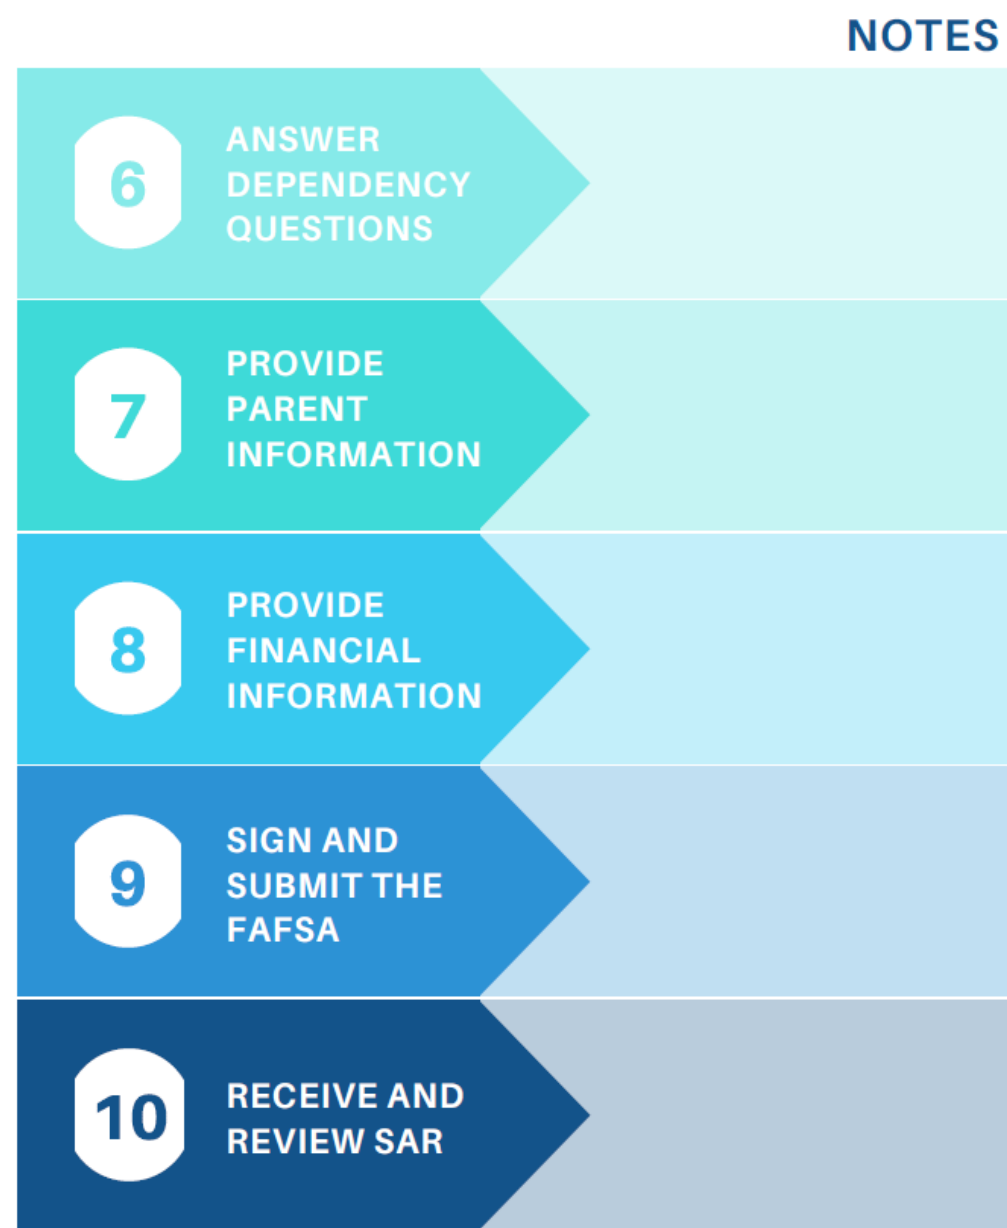 NOTES
6
ANSWER
DEPENDENCY
QUESTIONS
7
PROVIDE
PARENT
INFORMATION
8
PROVIDE
FINANCIAL
INFORMATION
9
SIGN AND
SUBMIT THE
FAFSA
10
RECEIVE AND
REVIEW SAR